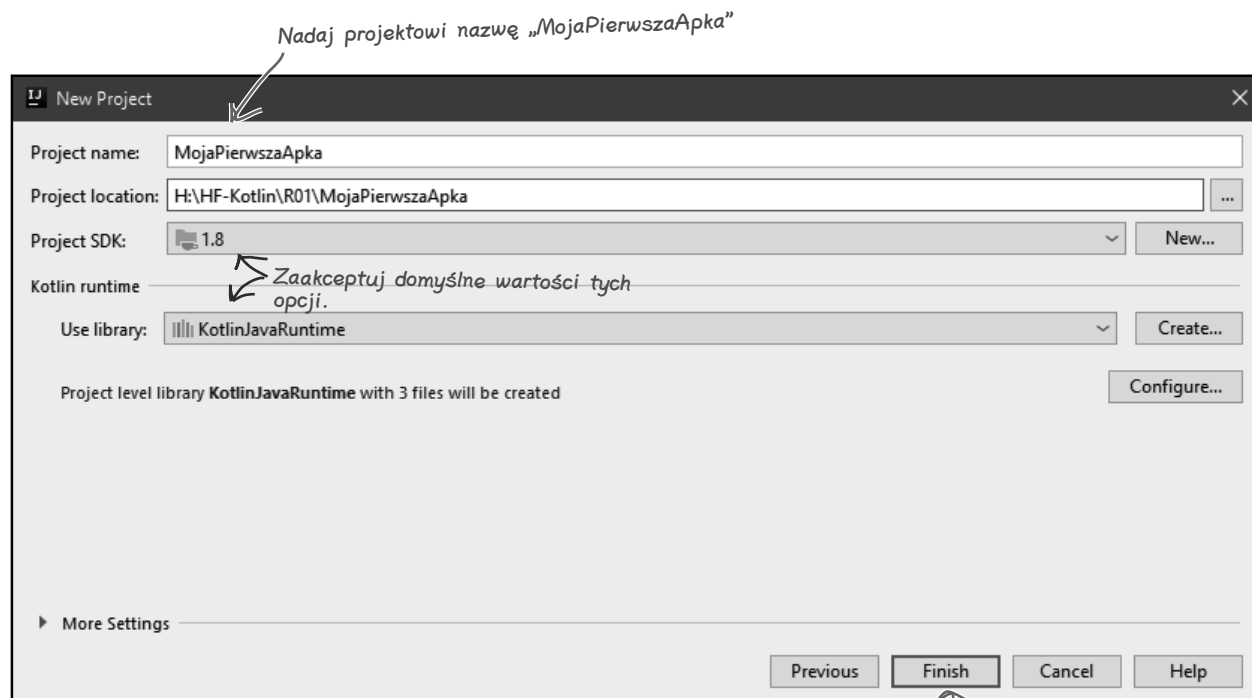 Nadaj projektowi nazwę „MojaPierwszaApka”
New Project
Project name: MojaPierwszaApka
Project location: H:\HF-Kotlin\R01\MojaPierwszaApka ...
Project SDK: 1.8 New...
Zaakceptuj domyślne wartości tych
opcji.
Kotlin runtime
Use library: KotlinJavaRuntime Create...
Project level library KotlinJavaRuntime with 3 files will be created Configure...
More Settings
Previous Finish Cancel Help